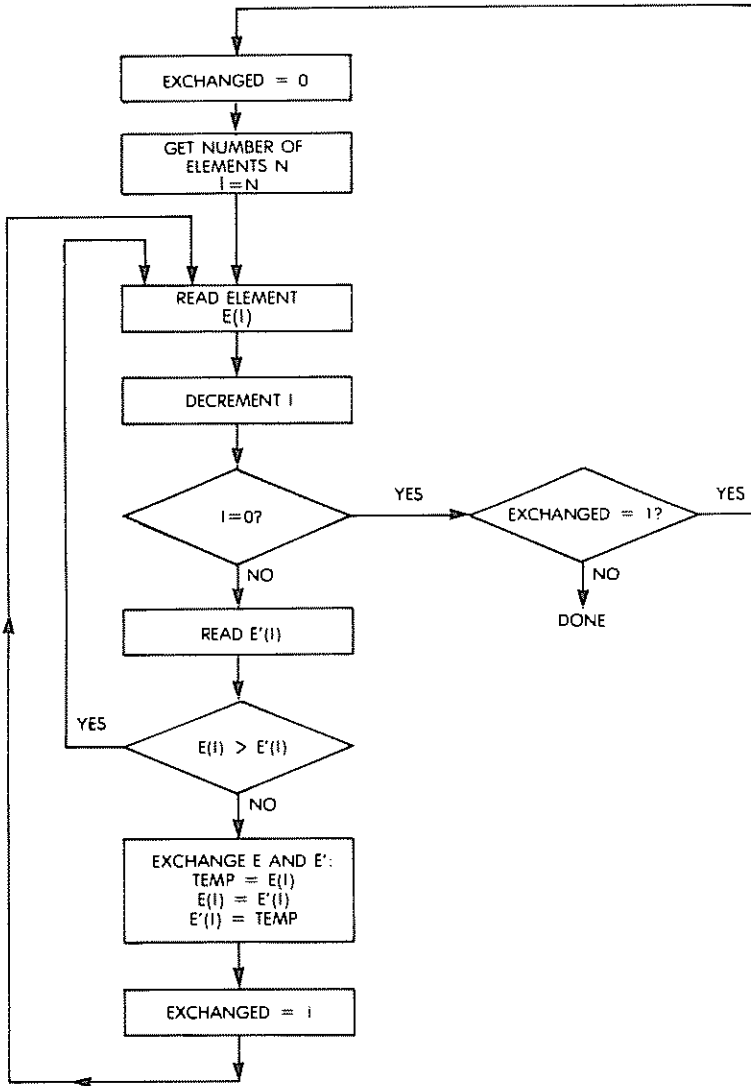 EXCHANGED = 0
GET NUMBER OF
ELEMENTS N
I=N
READ ELEMENT
E(I)
DECREMENT I
I=0?
YES
EXCHANGED = 1?
YES
NO
NO
DONE
READ E'(I)
YES
E(I) > E'(I)
NO
EXCHANGE E AND E':
TEMP = E(I)
E(I) = E'(I)
E'(I) = TEMP
EXCHANGED = 1